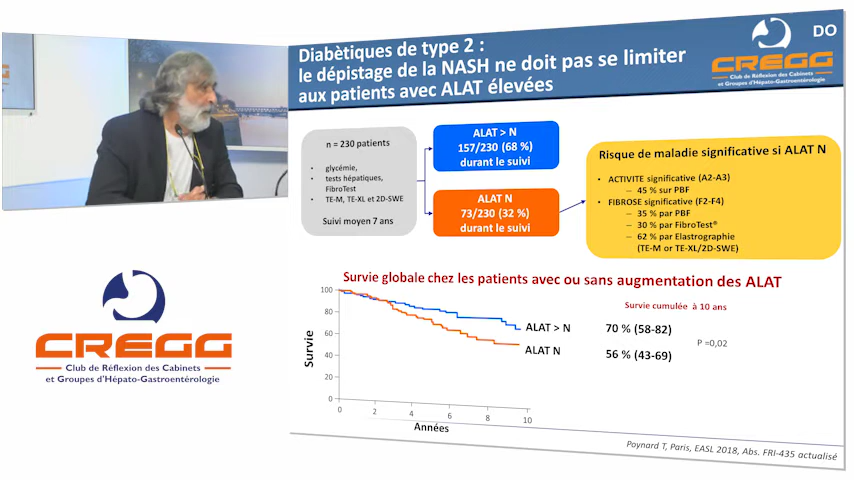 Diabètiques de type 2 :
le dépistage de la NASH ne doit pas se limiter
aux patients avec ALAT élevées
DO
CREGG
Club de Réflexion des Cabinets
et Groupes d'Hépato-Gastroentérologie
n = 230 patients
• glycémie,
• tests hépatiques,
FibroTest
• TE-M, TE-XL et 2D-SWE
Suivi moyen 7 ans
ALAT > N
157/230 (68 %)
durant le suivi
ALAT N
73/230 (32 %)
durant le suivi
Risque de maladie significative si ALAT N
• ACTIVITE significative (A2-A3)
– 45 % sur PBF
• FIBROSE significative (F2-F4)
– 35 % par PBF
– 30 % par FibroTest®
– 62 % par Elastrographie
(TE-M or TE-XL/2D-SWE)
Survie globale chez les patients avec ou sans augmentation des ALAT
Survie cumulée à 10 ans
Survie
100
80
60
40
20
0
0 2 4 6 8 10
Années
ALAT > N
70 % (58-82)
ALAT N
56 % (43-69)
P =0,02
Poynard T, Paris, EASL 2018, Abs. FRI-435 actualisé
CREGG
Club de Réflexion des Cabinets
et Groupes d'Hépato-Gastroentérologie